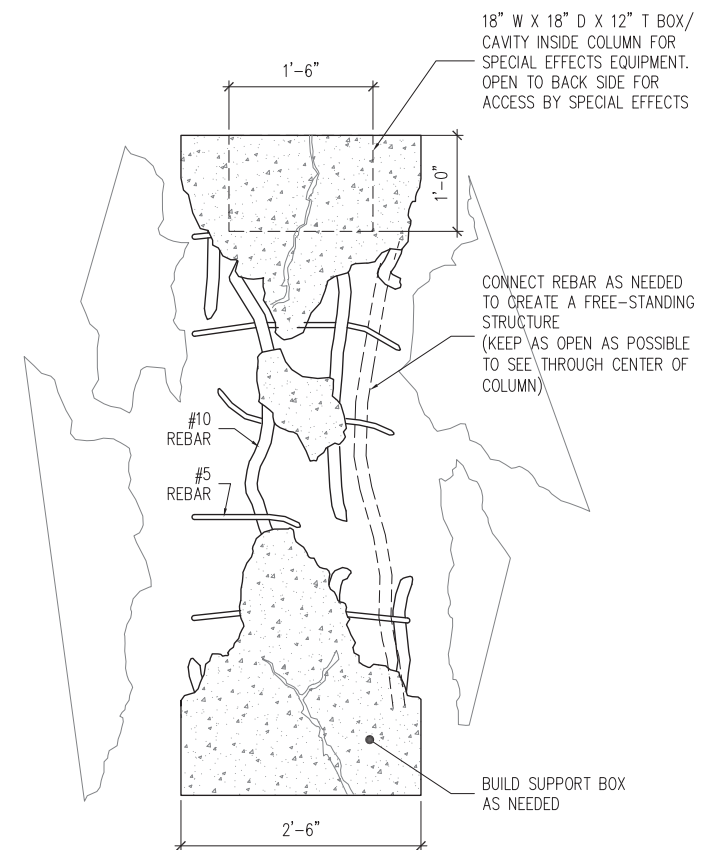 18" W X 18" D X 12" T BOX/
CAVITY INSIDE COLUMN FOR
SPECIAL EFFECTS EQUIPMENT.
OPEN TO BACK SIDE FOR
ACCESS BY SPECIAL EFFECTS
1'-6"
1'-0"
CONNECT REBAR AS NEEDED
TO CREATE A FREE-STANDING
STRUCTURE
(KEEP AS OPEN AS POSSIBLE
TO SEE THROUGH CENTER OF
COLUMN)
#10
REBAR
#5
REBAR
BUILD SUPPORT BOX
AS NEEDED
2'-6"